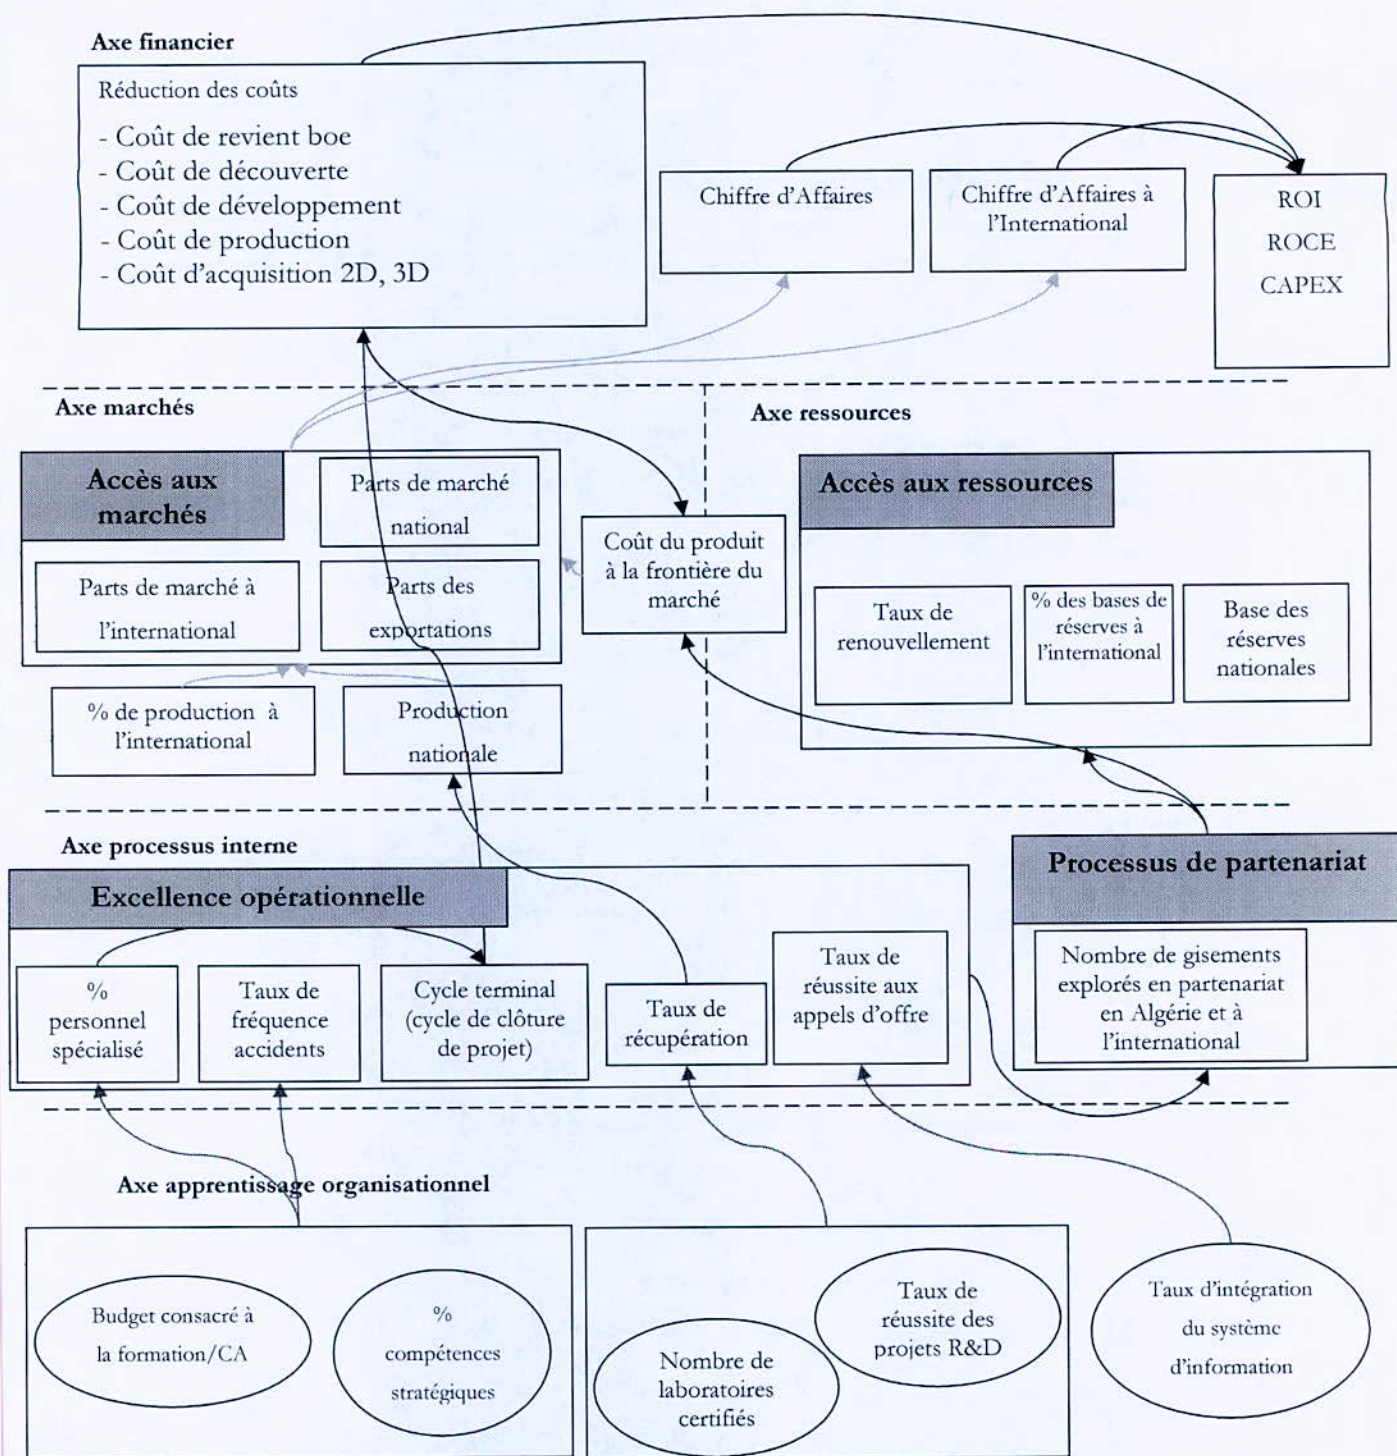 Axe financier
Réduction des coûts
- Coût de revient boe
- Coût de découverte
- Coût de développement
- Coût de production
- Coût d'acquisition 2D, 3D
Chiffre d'Affaires
Chiffre d'Affaires à
l'International
ROI
ROCE
CAPEX
Axe marchés
Axe ressources
Accès aux
marchés
Parts de marché
national
Parts de marché à
l'international
Parts des
exportations
Coût du produit
à la frontière du
marché
Accès aux ressources
Taux de
renouvellement
% des bases de
réserves à
l'international
Base des
réserves
nationales
% de production à
l'international
Production
nationale
Axe processus interne
Excellence opérationnelle
%
personnel
spécialisé
Taux de
fréquence
accidents
Cycle terminal
(cycle de clôture
de projet)
Taux de
récupération
Taux de
réussite aux
appels d'offre
Processus de partenariat
Nombre de gisements
explorés en partenariat
en Algérie et à
l'international
Axe apprentissage organisationnel
Budget consacré à
la formation/CA
%
compétences
stratégiques
Nombre de
laboratoires
certifiés
Taux de
réussite des
projets R&D
Taux d'intégration
du système
d'information